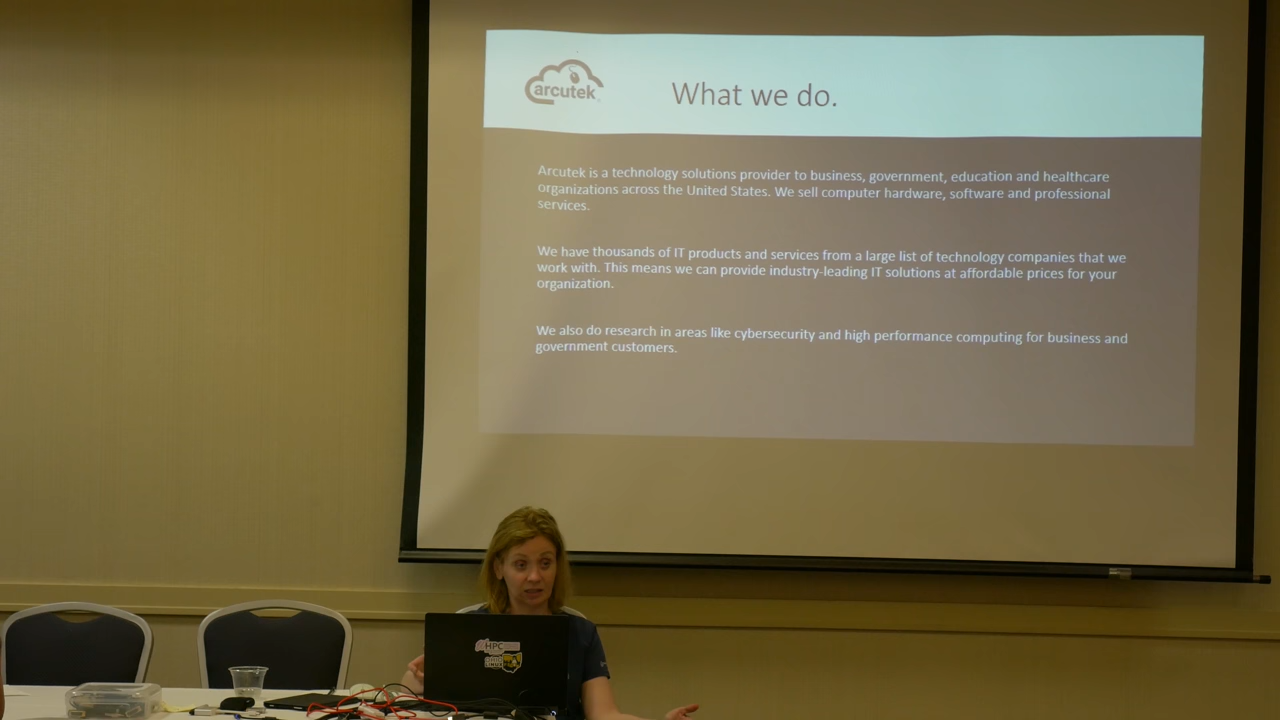 arcutek
What we do.
Arcutek is a technology solutions provider to business, government, education and healthcare
organizations across the United States. We sell computer hardware, software and professional
services.
We have thousands of IT products and services from a large list of technology companies that we
work with. This means we can provide industry-leading IT solutions at affordable prices for your
organization.
We also do research in areas like cybersecurity and high performance computing for business and
government customers.
HPC